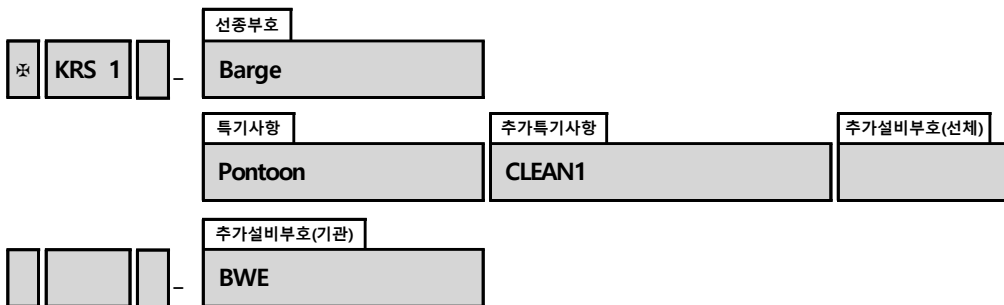 선종부호
✠ KRS 1 - Barge
특기사항 추가특기사항 추가설비부호(선체)
Pontoon CLEAN1
추가설비부호(기관)
- BWE